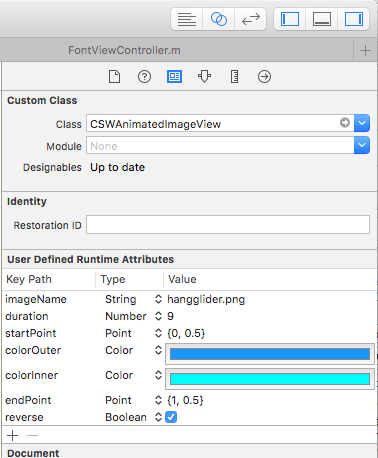 FontViewController.m
Custom Class
Class CSWAnimatedImageView
Module None
Designables Up to date
Identity
Restoration ID
User Defined Runtime Attributes
Key Path Type Value
imageName String hangglider.png
duration Number 9
startPoint Point {0, 0.5}
colorOuter Color
colorInner Color
endPoint Point {1, 0.5}
reverse Boolean
Document